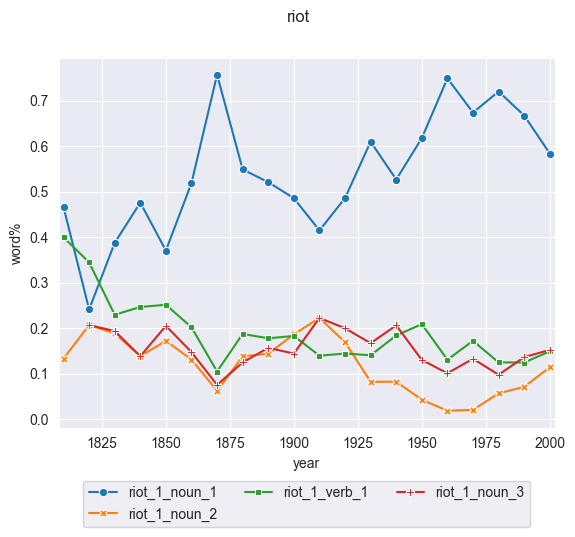 riot
0.7
0.6
0.5
0.4
0.3
0.2
0.1
0.0
word%
1825 1850 1875 1900 1925 1950 1975 2000
year
riot_1_noun_1 riot_1_verb_1 riot_1_noun_3
riot_1_noun_2